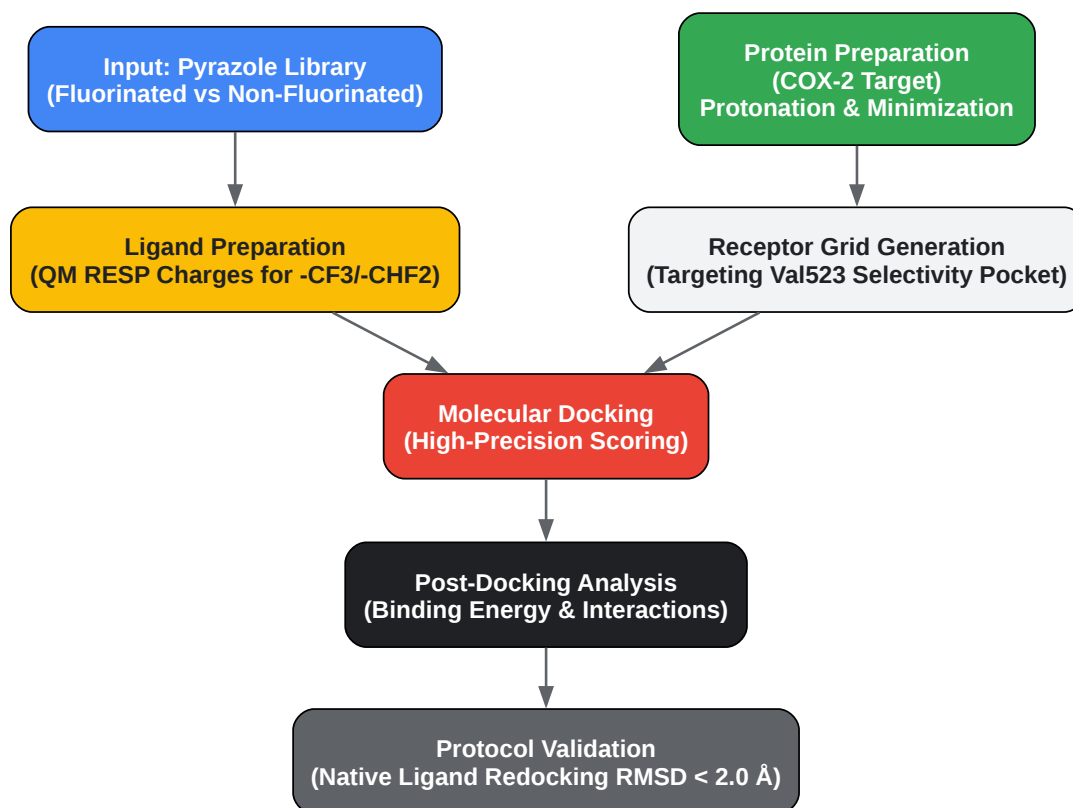 Input: Pyrazole Library
(Fluorinated vs Non-Fluorinated)
Protein Preparation
(COX-2 Target)
Protonation & Minimization
Ligand Preparation
(QM RESP Charges for -CF3/-CHF2)
Receptor Grid Generation
(Targeting Val523 Selectivity Pocket)
Molecular Docking
(High-Precision Scoring)
Post-Docking Analysis
(Binding Energy & Interactions)
Protocol Validation
(Native Ligand Redocking RMSD < 2.0 Å)